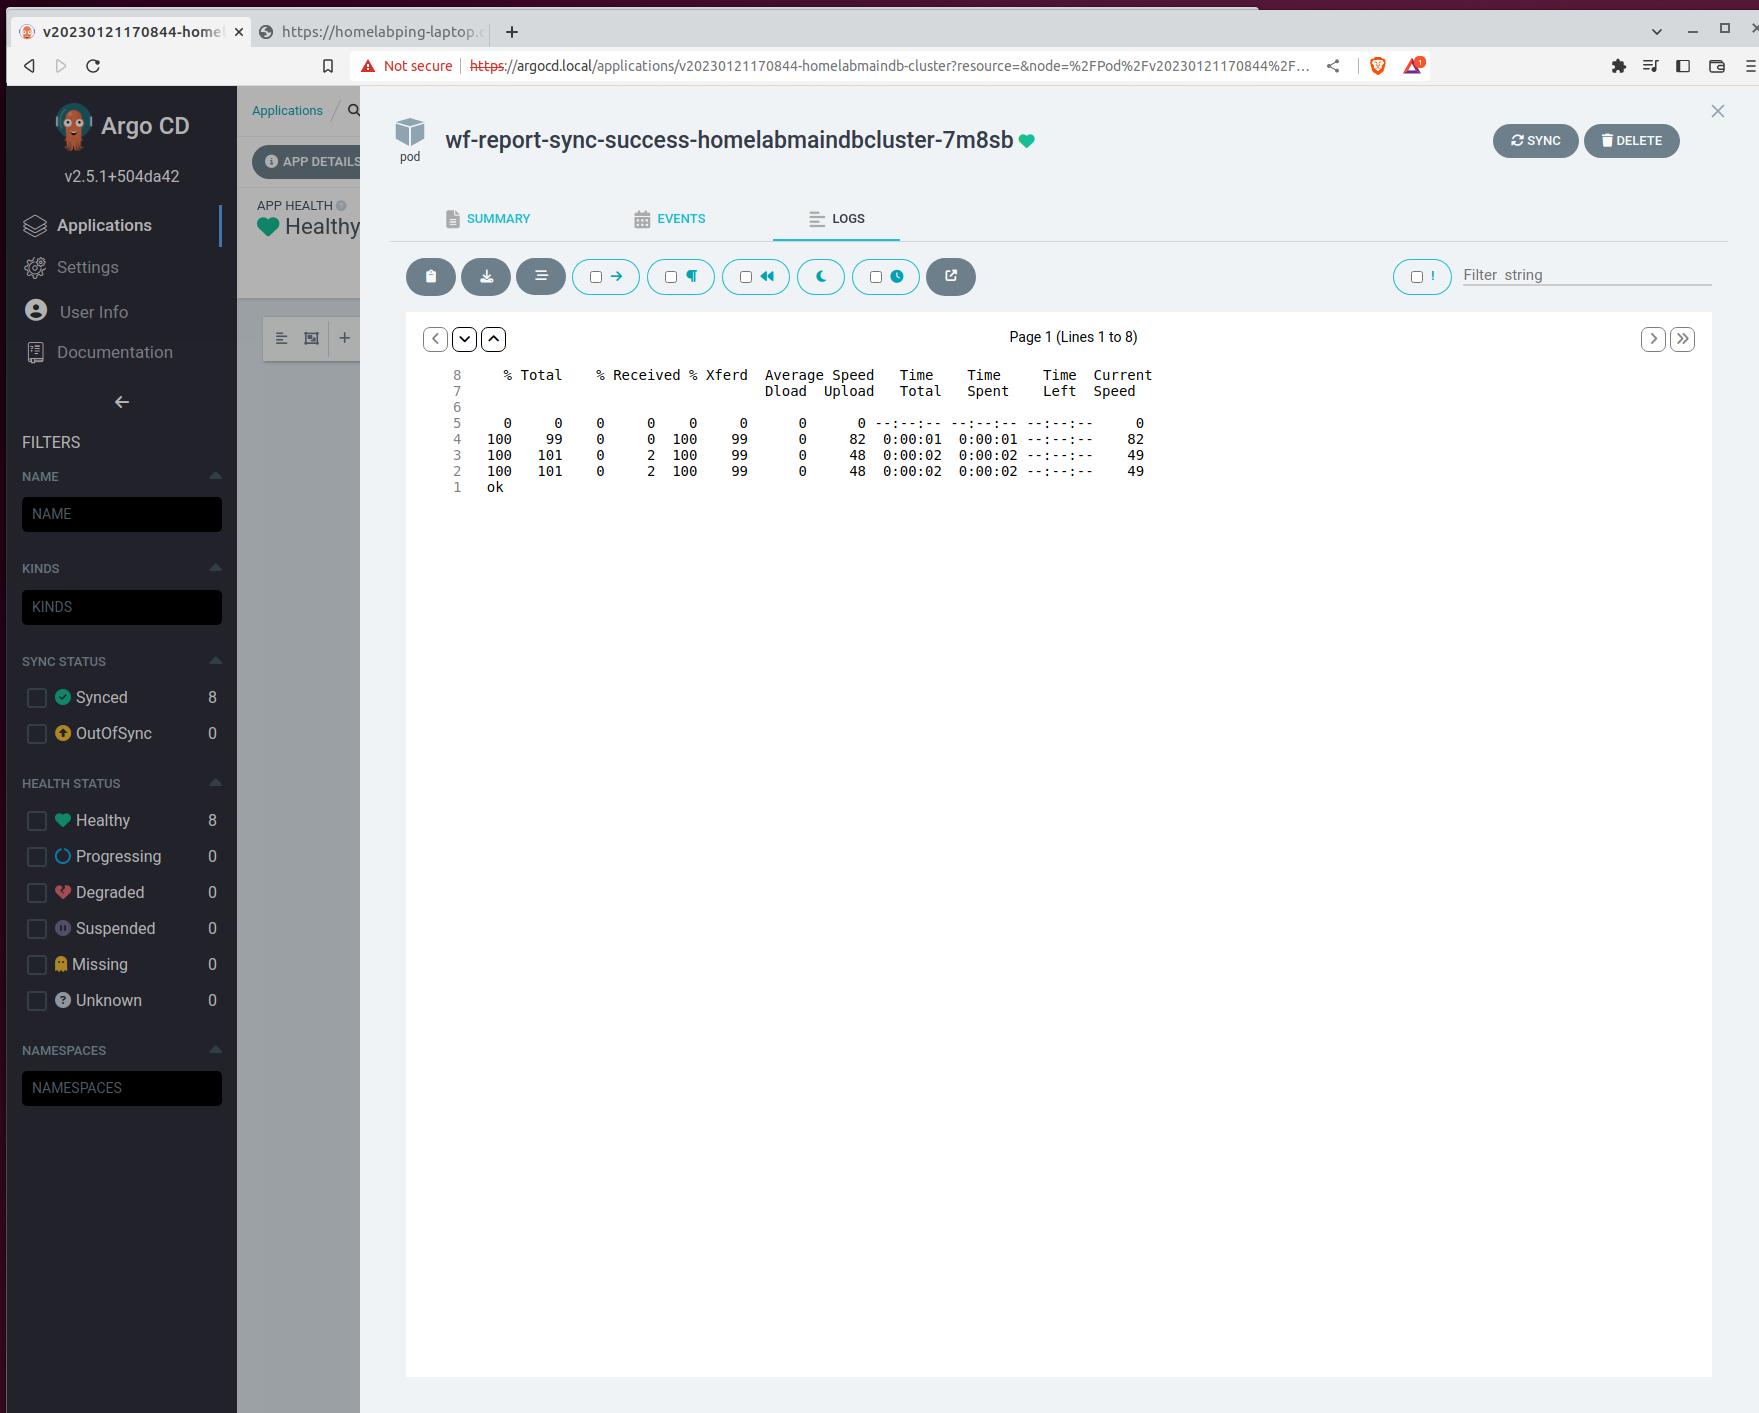 v20230121170844-home
https://homelabping-laptop.c
Not secure
https://argocd.local/applications/v20230121170844-homelabmaindb-cluster?resource=&node=%2FPod%2Fv20230121170844%2F...
1
Argo CD
v2.5.1+504da42
Applications
Settings
User Info
Documentation
FILTERS
NAME
NAME
KINDS
KINDS
SYNC STATUS
Synced 8
OutOfSync 0
HEALTH STATUS
Healthy 8
Progressing 0
Degraded 0
Suspended 0
Missing 0
Unknown 0
NAMESPACES
NAMESPACES
Applications /
APP DETAILS
APP HEALTH
Healthy
pod
wf-report-sync-success-homelabmaindbcluster-7m8sb
SYNC
DELETE
SUMMARY
EVENTS
LOGS
Filter string
Page 1 (Lines 1 to 8)
8 % Total % Received % Xferd Average Speed Time Time Time Current
7 Dload Upload Total Spent Left Speed
6
5 0 0 0 0 0 0 0 0 --:--:-- --:--:-- --:--:-- 0
4 100 99 0 0 100 99 0 82 0:00:01 0:00:01 --:--:-- 82
3 100 101 0 2 100 99 0 48 0:00:02 0:00:02 --:--:-- 49
2 100 101 0 2 100 99 0 48 0:00:02 0:00:02 --:--:-- 49
1 ok